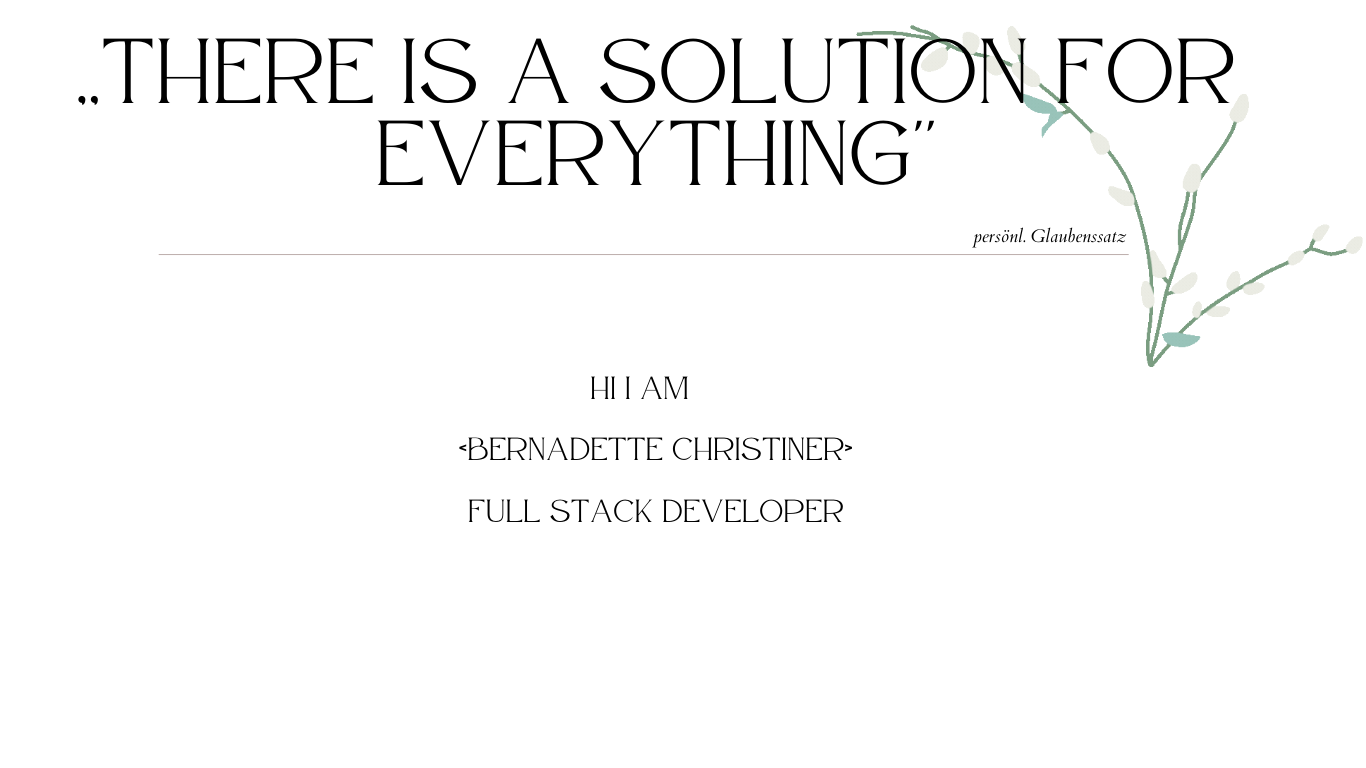 „THERE IS A SOLUTION FOR
EVERYTHING”
persönl. Glaubenssatz
HI I AM
<BERNADETTE CHRISTINER>
FULL STACK DEVELOPER